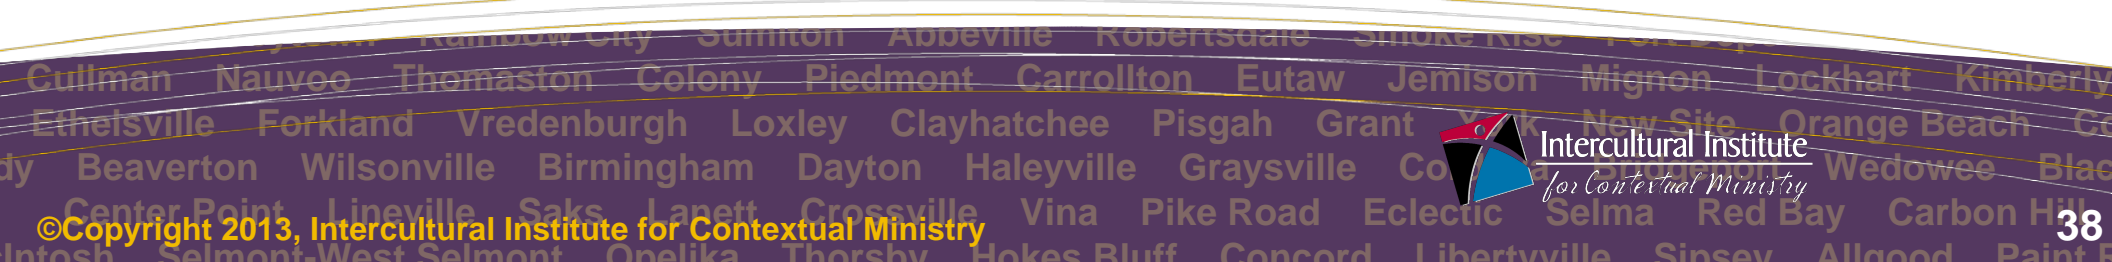 Rainbow City Sumiton Abbeville Robertsdale Smoke Rise
Cullman Nauvoo Thomaston Colony Piedmont Carrollton Eutaw Jemison Mignon Lockhart Kimberly
Ethelsville Forkland Vredenburgh Loxley Clayhatchee Pisgah Grant New Site Orange Beach
Beaverton Wilsonville Birmingham Dayton Haleyville Graysville Bridgeport Wedowee
Intercultural Institute
for Contextual Ministry
Center Point Lineville Saks Lanett Crossville Vina Pike Road Eclectic Selma Red Bay Carbon Hill
©Copyright 2013, Intercultural Institute for Contextual Ministry
38
Selmont-West Selmont Opelika Thorsby Hokes Bluff Concord Libertyville Sipsey Allgood Paint